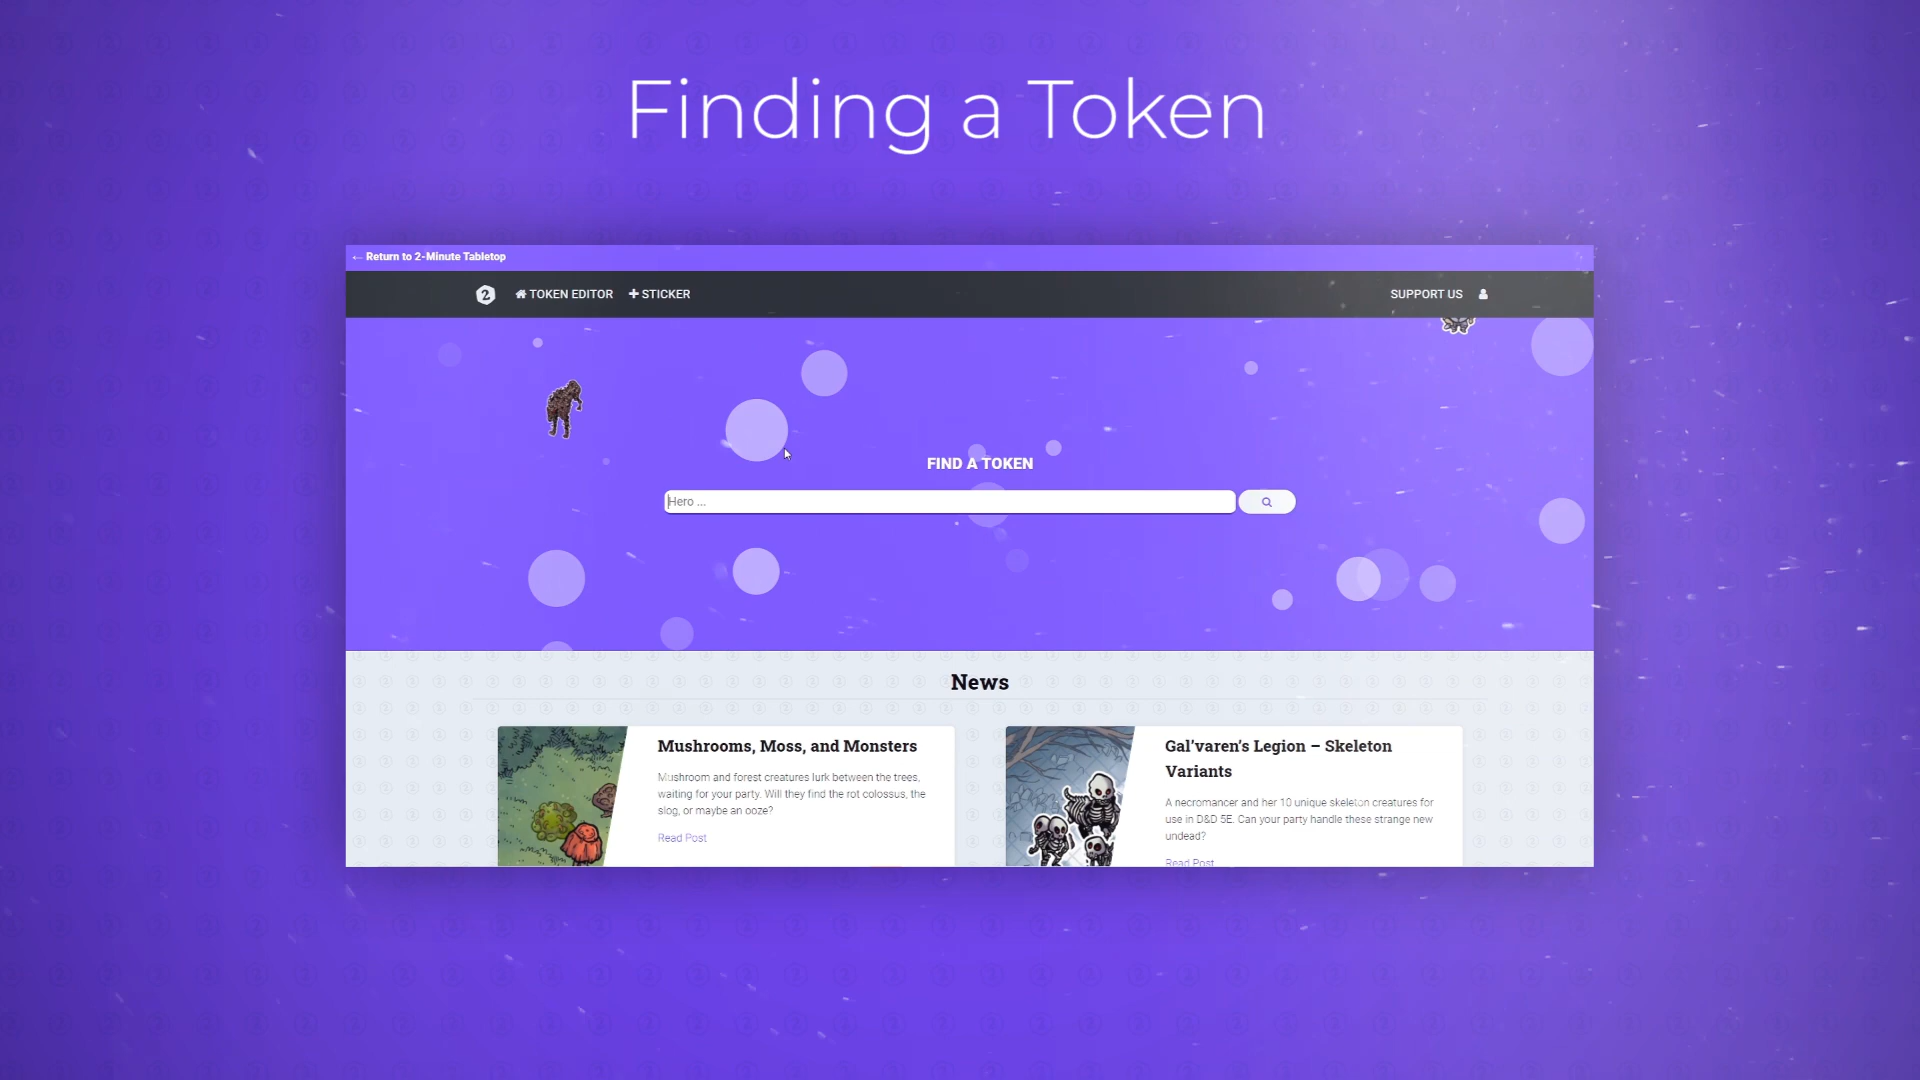 Finding a Token
← Return to 2-Minute Tabletop
2 TOKEN EDITOR + STICKER SUPPORT US
FIND A TOKEN
Hero ...
News
Mushrooms, Moss, and Monsters
Mushroom and forest creatures lurk between the trees,
waiting for your party. Will they find the rot colossus, the
slog, or maybe an ooze?
Read Post
Gal'varen's Legion – Skeleton
Variants
A necromancer and her 10 unique skeleton creatures for
use in D&D 5E. Can your party handle these strange new
undead?
Read Post